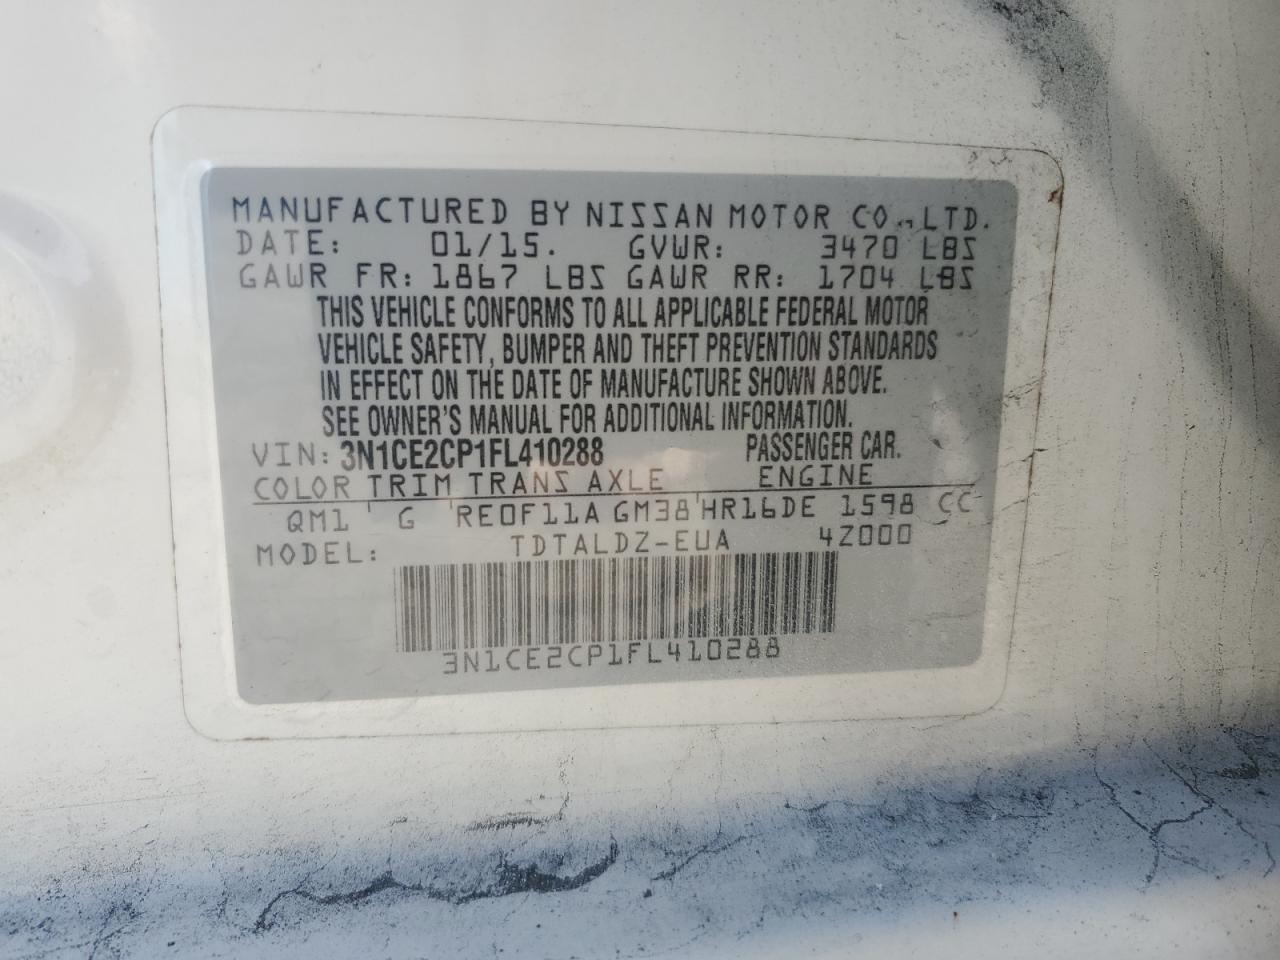 MANUFACTURED BY NISSAN MOTOR CO., LTD.
DATE: 01/15. GVWR: 3470 LBS
GAWR FR: 1867 LBS GAWR RR: 1704 LBS
THIS VEHICLE CONFORMS TO ALL APPLICABLE FEDERAL MOTOR
VEHICLE SAFETY, BUMPER AND THEFT PREVENTION STANDARDS
IN EFFECT ON THE DATE OF MANUFACTURE SHOWN ABOVE.
SEE OWNER'S MANUAL FOR ADDITIONAL INFORMATION.
VIN: 3N1CE2CP1FL410288 PASSENGER CAR.
COLOR TRIM TRANS AXLE ENGINE
QM1 ' G 'RE0F11A GM38'HR16DE 1598 CC
MODEL: TDTALDZ-EUA 4Z000
3N1CE2CP1FL410288